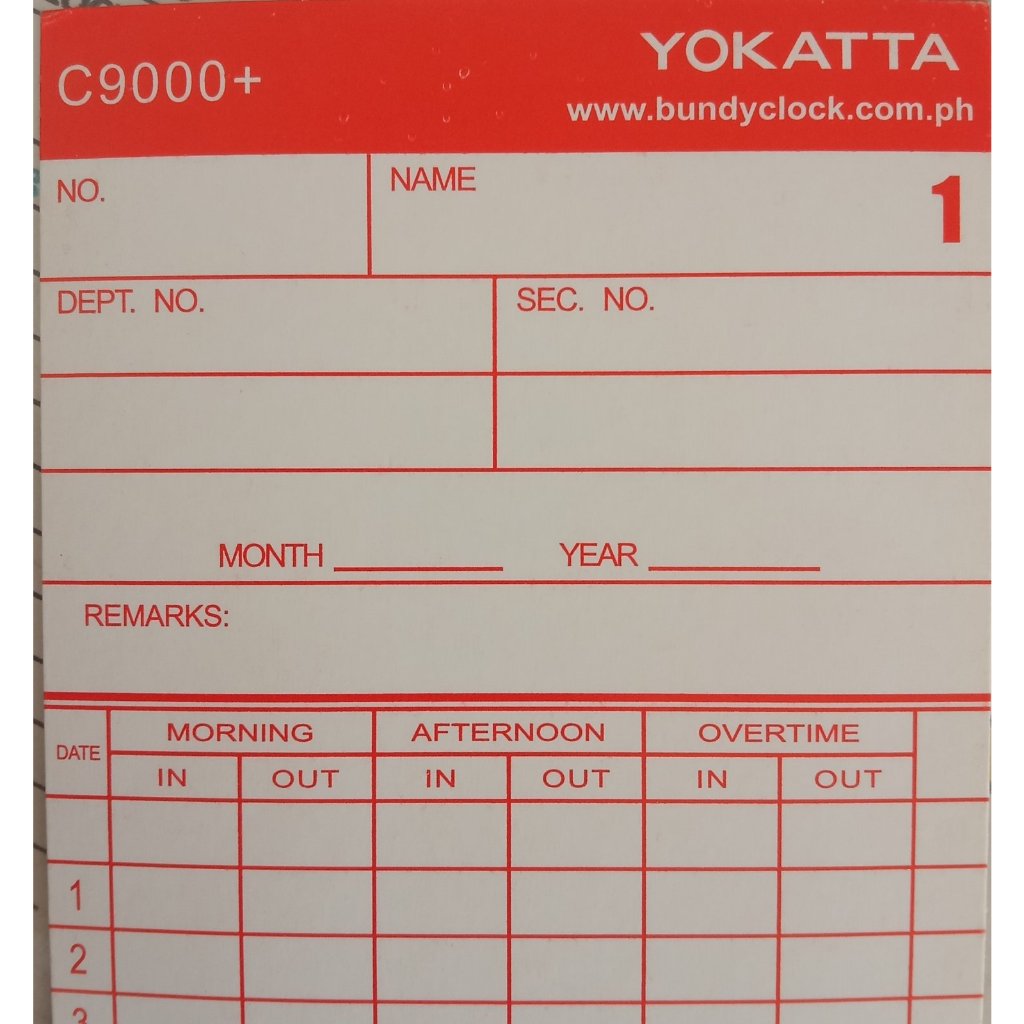 C9000+
YOKATTA
www.bundyclock.com.ph
NO.
NAME
1
DEPT. NO.
SEC. NO.
MONTH
YEAR
REMARKS:
DATE
MORNING
AFTERNOON
OVERTIME
IN OUT IN OUT IN OUT
1
2
3